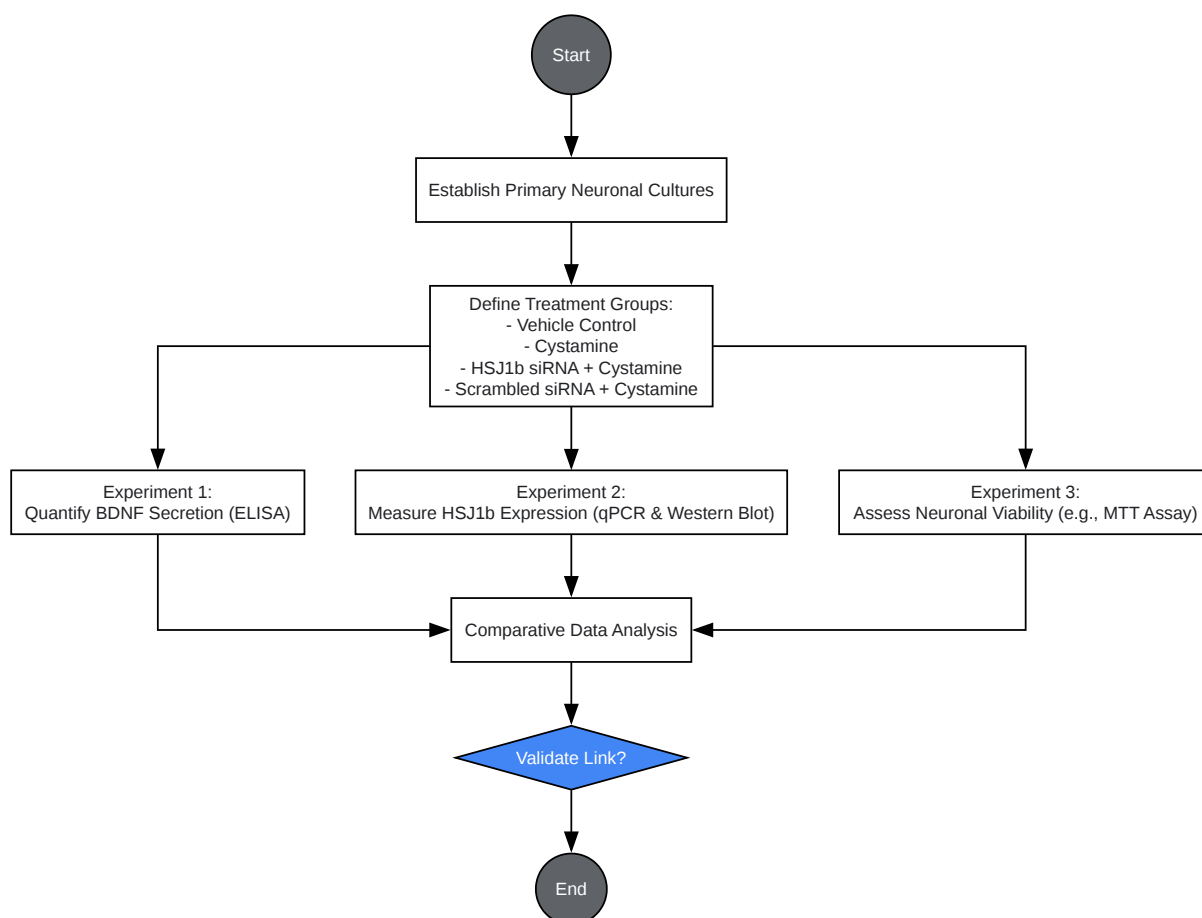 Start
Establish Primary Neuronal Cultures
Define Treatment Groups:
- Vehicle Control
- Cystamine
- HSJ1b siRNA + Cystamine
- Scrambled siRNA + Cystamine
Experiment 1:
Quantify BDNF Secretion (ELISA)
Experiment 2:
Measure HSJ1b Expression (qPCR & Western Blot)
Experiment 3:
Assess Neuronal Viability (e.g., MTT Assay)
Comparative Data Analysis
Validate Link?
End